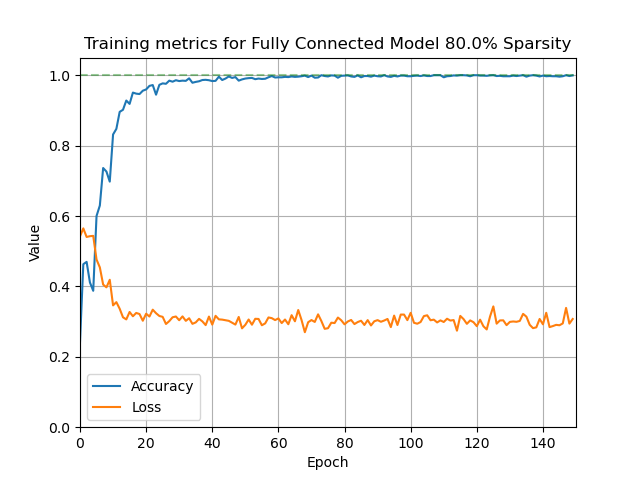 Training metrics for Fully Connected Model 80.0% Sparsity
1.0
0.8
0.6
0.4
0.2
0.0
Value
Accuracy
Loss
0 20 40 60 80 100 120 140
Epoch